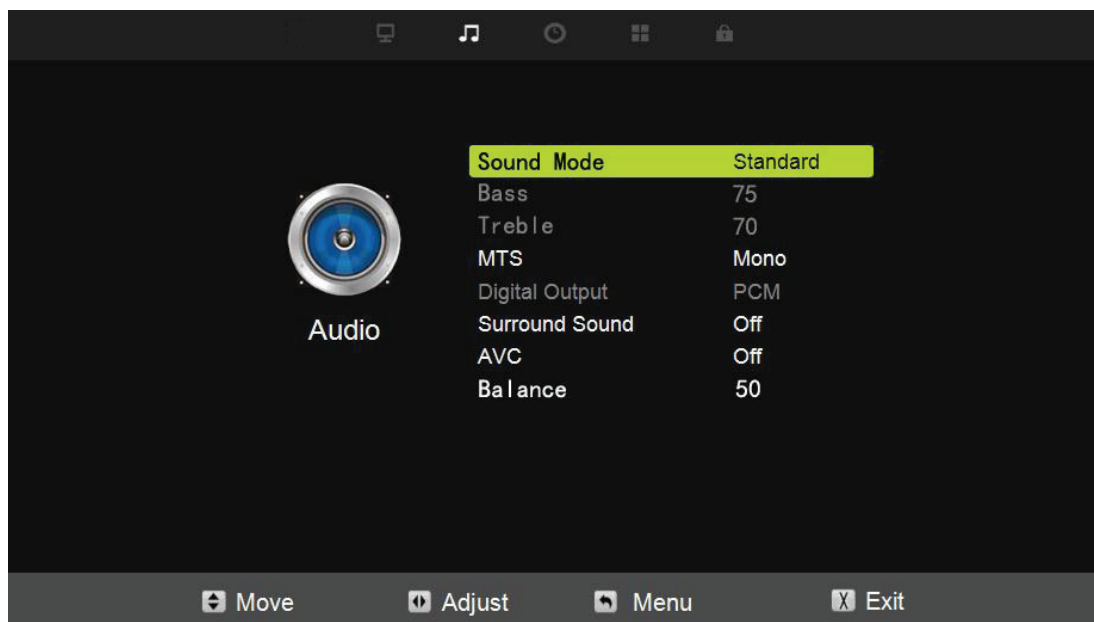 Sound Mode Standard
Bass 75
Treble 70
MTS Mono
Digital Output PCM
Surround Sound Off
AVC Off
Balance 50
Audio
Move Adjust Menu X Exit